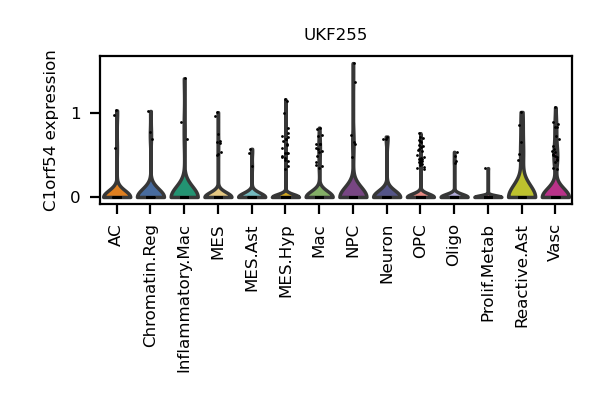 UKF255
C1orf54 expression
1
0
AC
Chromatin.Reg
Inflammatory.Mac
MES
MES.Ast
MES.Hyp
Mac
NPC
Neuron
OPC
Oligo
Prolif.Metab
Reactive.Ast
Vasc